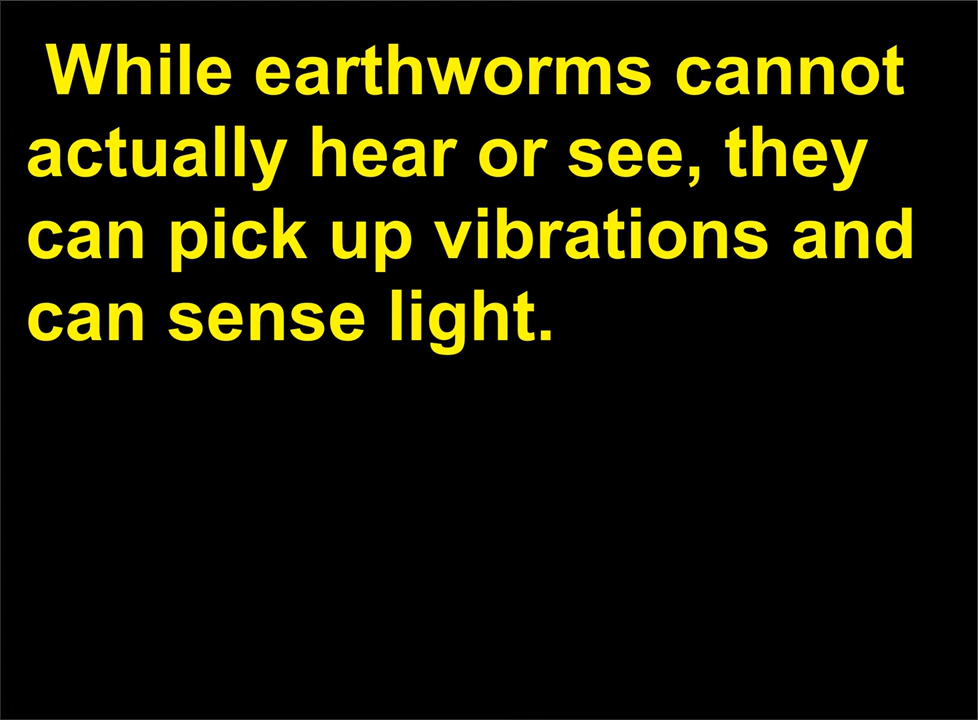 While earthworms cannot
actually hear or see, they
can pick up vibrations and
can sense light.